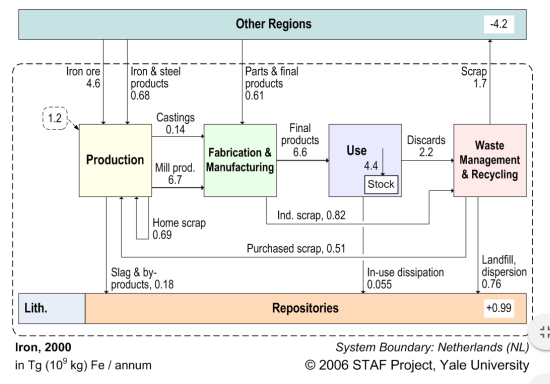 Other Regions
-4.2
Iron ore
4.6
Iron & steel
products
0.68
Parts & final
products
0.61
Scrap
1.7
1.2
Castings
0.14
Production
Mill prod.
6.7
Fabrication &
Manufacturing
Final
products
6.6
Use
4.4
Stock
Discards
2.2
Waste
Management
& Recycling
Home scrap
0.69
Ind. scrap, 0.82
Purchased scrap, 0.51
Slag & by-
products, 0.18
In-use dissipation
0.055
Landfill,
dispersion
0.76
Lith.
Repositories
+0.99
Iron, 2000
in Tg (10⁹ kg) Fe / annum
System Boundary: Netherlands (NL)
© 2006 STAF Project, Yale University